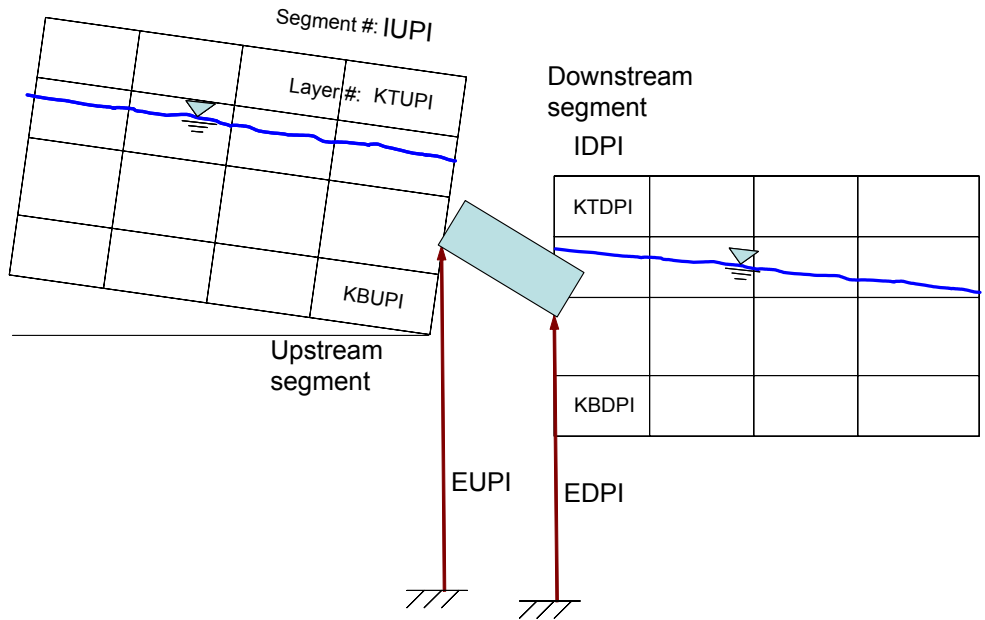 Segment #: IUPI
Layer #: KTUPI
KBUPI
Upstream
segment
Downstream
segment
IDPI
KTDPI
KBDPI
EUPI
EDPI